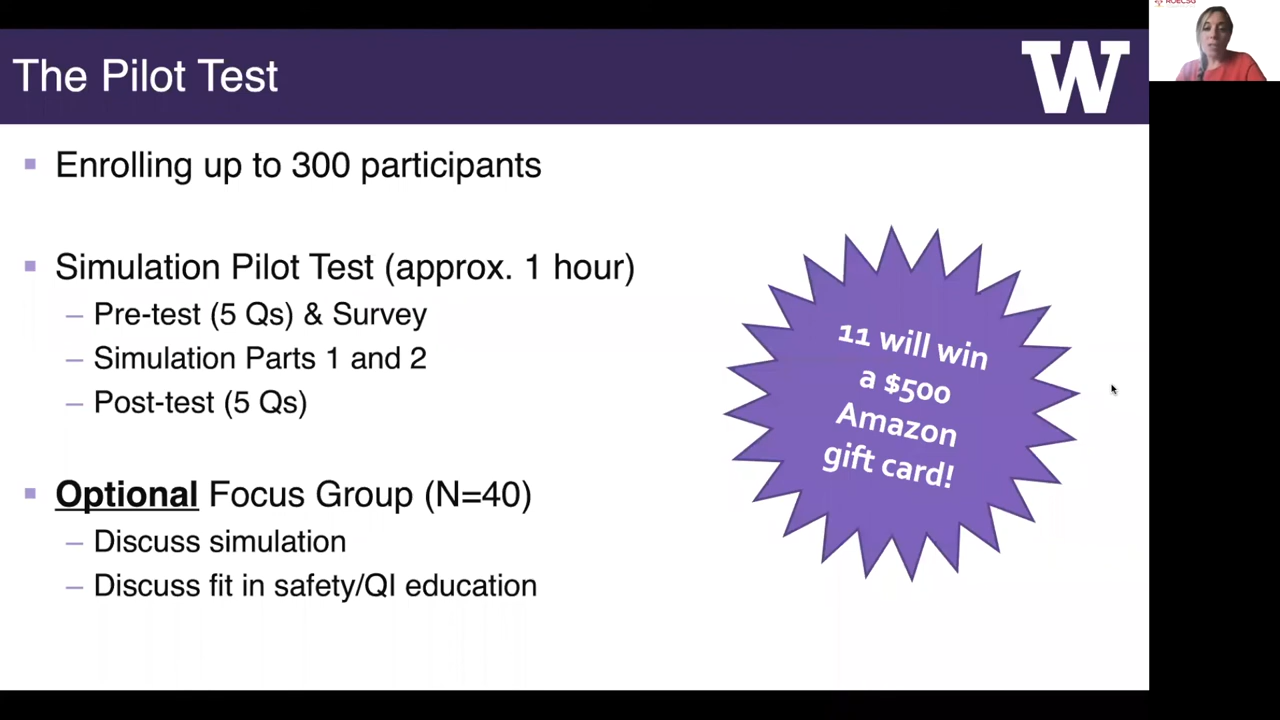 ROECSG
The Pilot Test
W
▪ Enrolling up to 300 participants
▪ Simulation Pilot Test (approx. 1 hour)
– Pre-test (5 Qs) & Survey
– Simulation Parts 1 and 2
– Post-test (5 Qs)
▪ Optional Focus Group (N=40)
– Discuss simulation
– Discuss fit in safety/QI education
11 will win
a $500
Amazon
gift card!